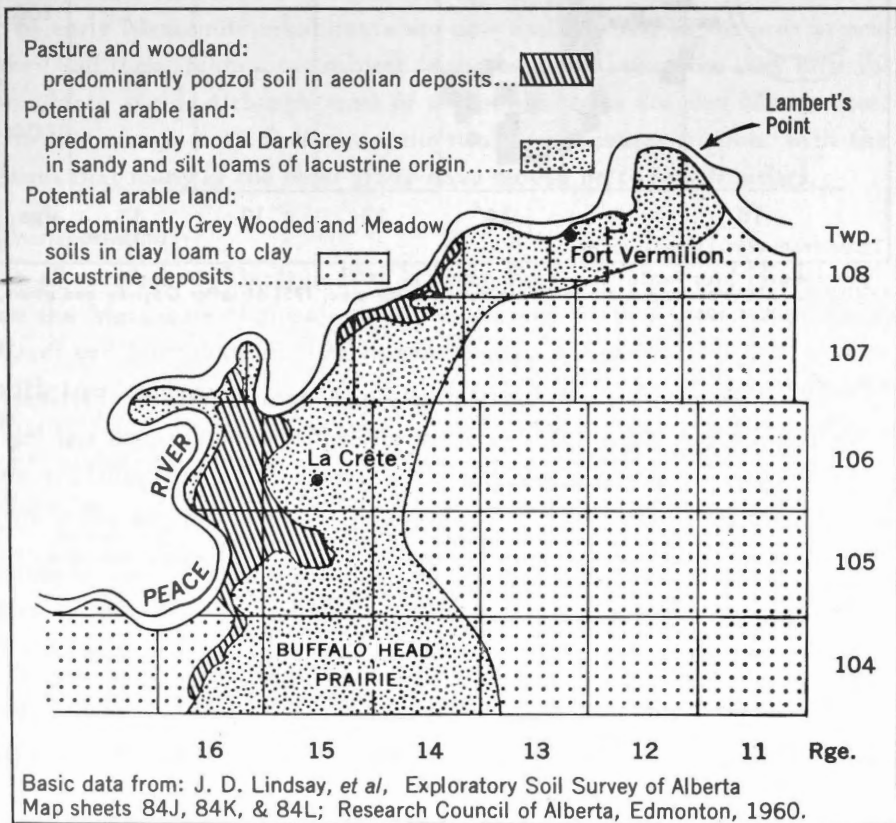 Pasture and woodland:
predominantly podzol soil in aeolian deposits
Potential arable land:
predominantly modal Dark Grey soils
in sandy and silt loams of lacustrine origin
Potential arable land:
predominantly Grey Wooded and Meadow
soils in clay loam to clay
lacustrine deposits
Lambert's
Point
Twp.
Fort Vermilion
108
107
106
La Crête
RIVER
PEACE
105
BUFFALO HEAD
PRAIRIE
104
16 15 14 13 12 11 Rge.
Basic data from: J. D. Lindsay, et al, Exploratory Soil Survey of Alberta
Map sheets 84J, 84K, & 84L; Research Council of Alberta, Edmonton, 1960.